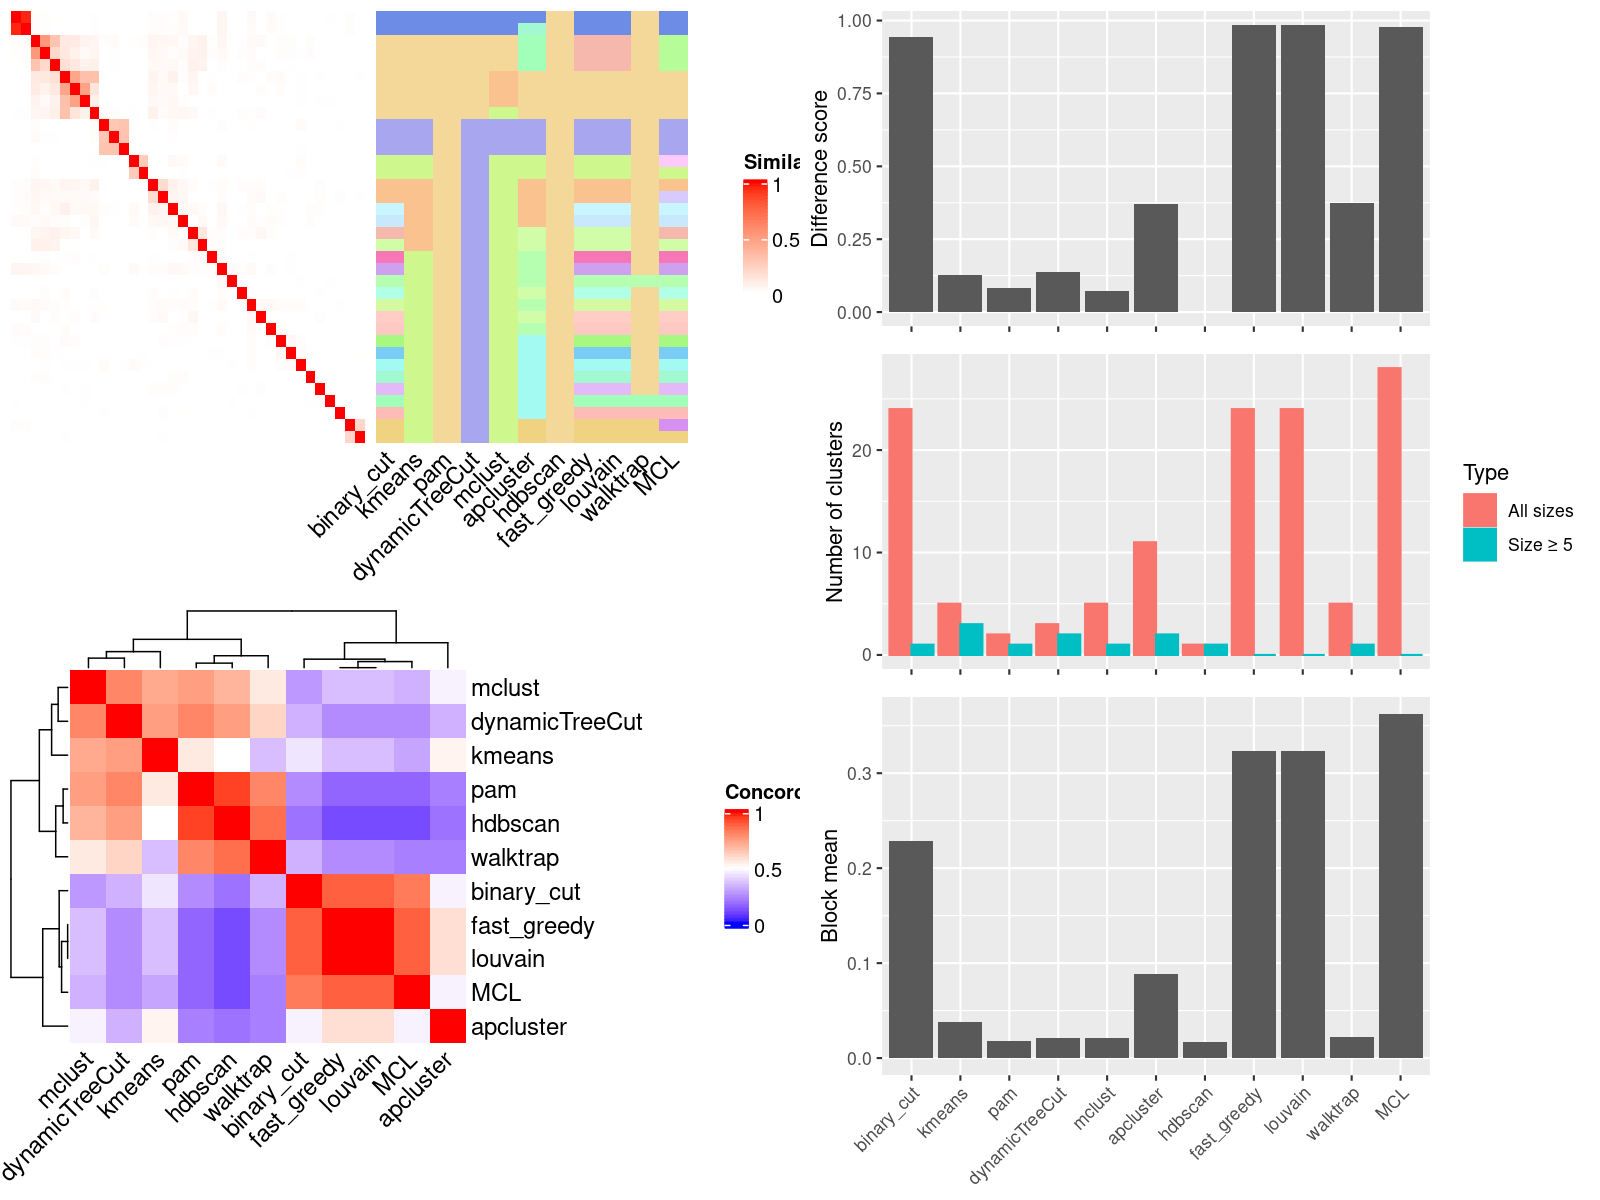 Simila
1
0.5
0
binary_cut
kmeans
pam
dynamicTreeCut
mclust
apcluster
hdbscan
fast_greedy
louvain
walktrap
MCL
mclust
dynamicTreeCut
kmeans
pam
hdbscan
walktrap
binary_cut
fast_greedy
louvain
MCL
apcluster
mclust
dynamicTreeCut
kmeans
pam
hdbscan
walktrap
binary_cut
fast_greedy
louvain
MCL
apcluster
Concord
1
0.5
0
Difference score
1.00
0.75
0.50
0.25
0.00
Number of clusters
20
10
0
Type
All sizes
Size ≥ 5
Block mean
0.3
0.2
0.1
0.0
binary_cut
kmeans
pam
dynamicTreeCut
mclust
apcluster
hdbscan
fast_greedy
louvain
walktrap
MCL